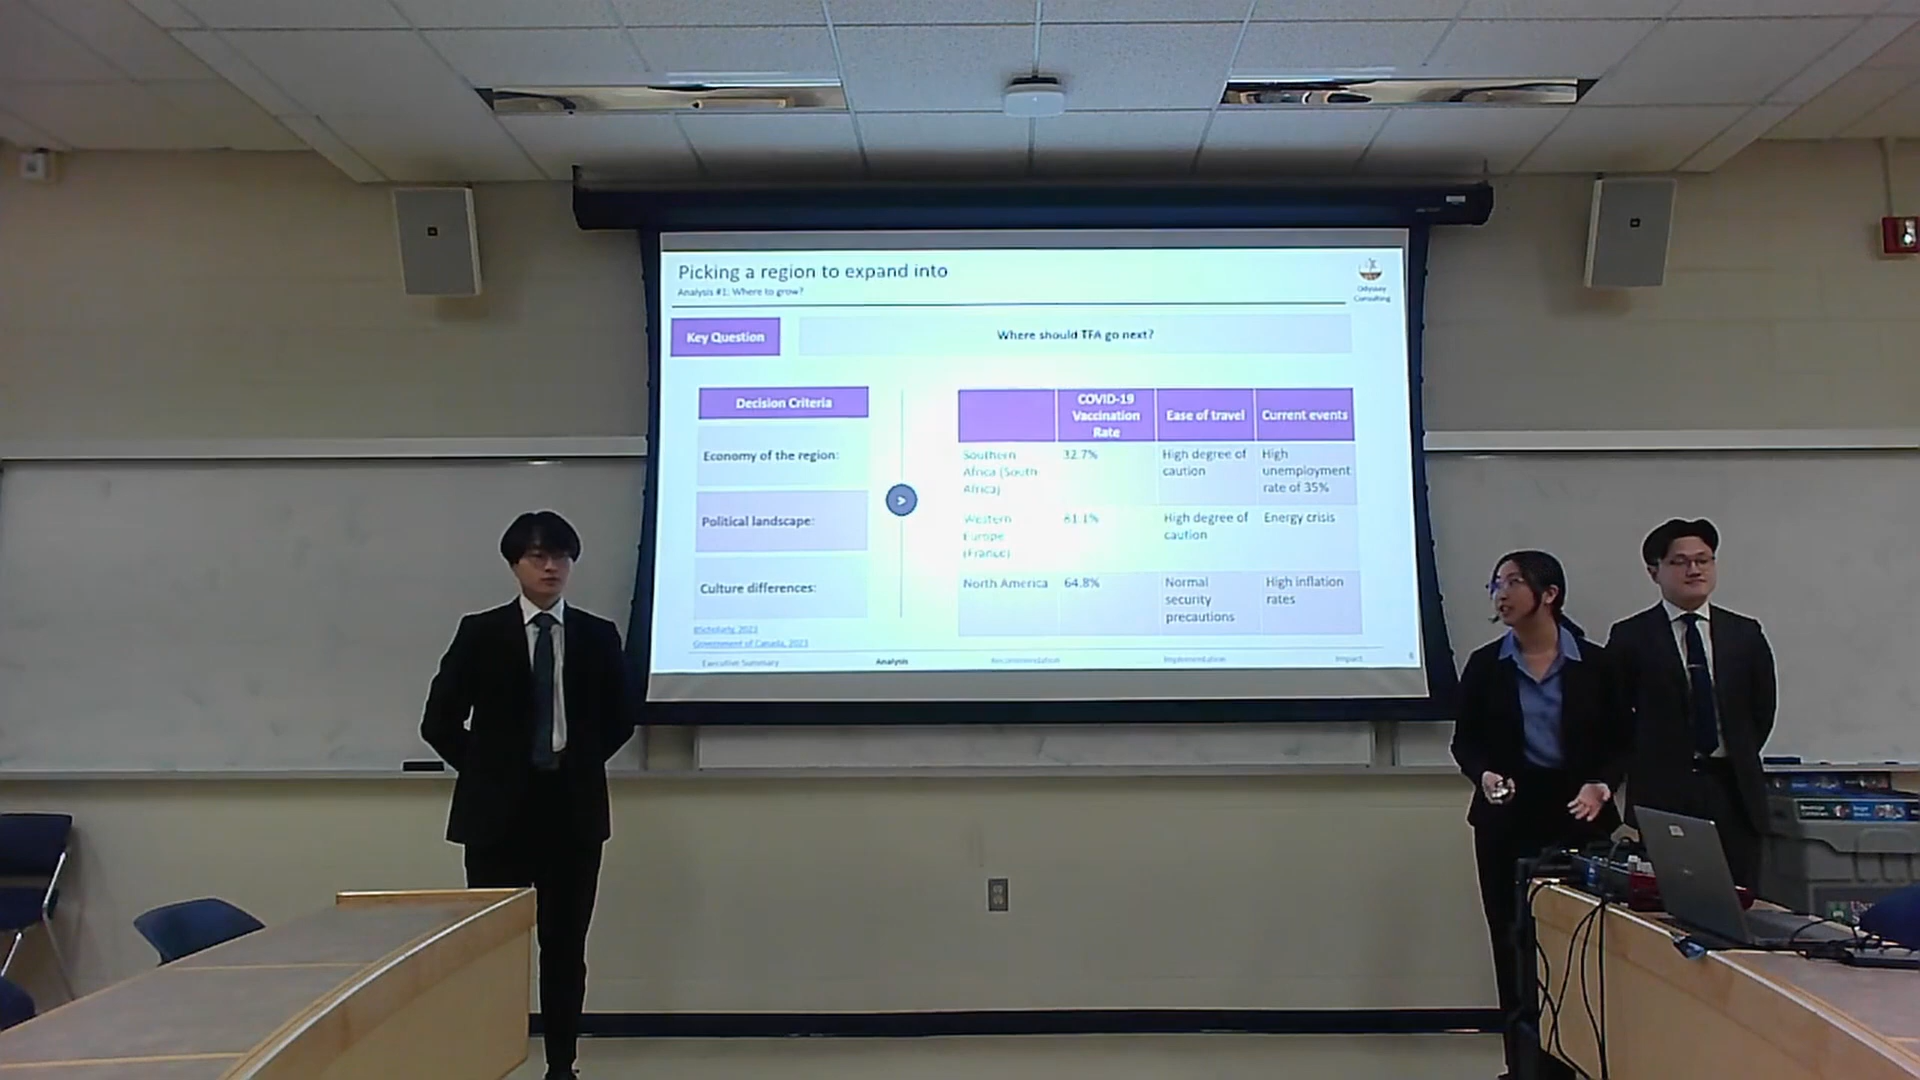 Picking a region to expand into
Analysis #1: Where to grow?
Odyssey
Consulting
Key Question
Where should TFA go next?
Decision Criteria
Economy of the region:
Political landscape:
Culture differences:
>
COVID-19
Vaccination
Rate
Ease of travel
Current events
Southern
Africa (South
Africa)
32.7%
High degree of
caution
High
unemployment
rate of 35%
Western
Europe
(France)
81.1%
High degree of
caution
Energy crisis
North America
64.8%
Normal
security
precautions
High inflation
rates
Government of Canada, 2023
Executive Summary
Analysis
Recommendation
Implementation
Impact